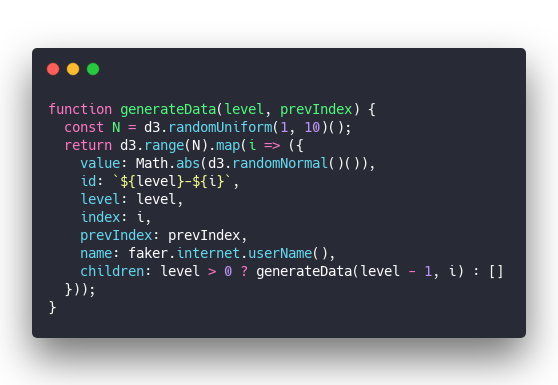 function generateData(level, prevIndex) {
  const N = d3.randomUniform(1, 10)();
  return d3.range(N).map(i => ({
    value: Math.abs(d3.randomNormal()()),
    id: `${level}-${i}`,
    level: level,
    index: i,
    prevIndex: prevIndex,
    name: faker.internet.userName(),
    children: level > 0 ? generateData(level - 1, i) : []
  }));
}